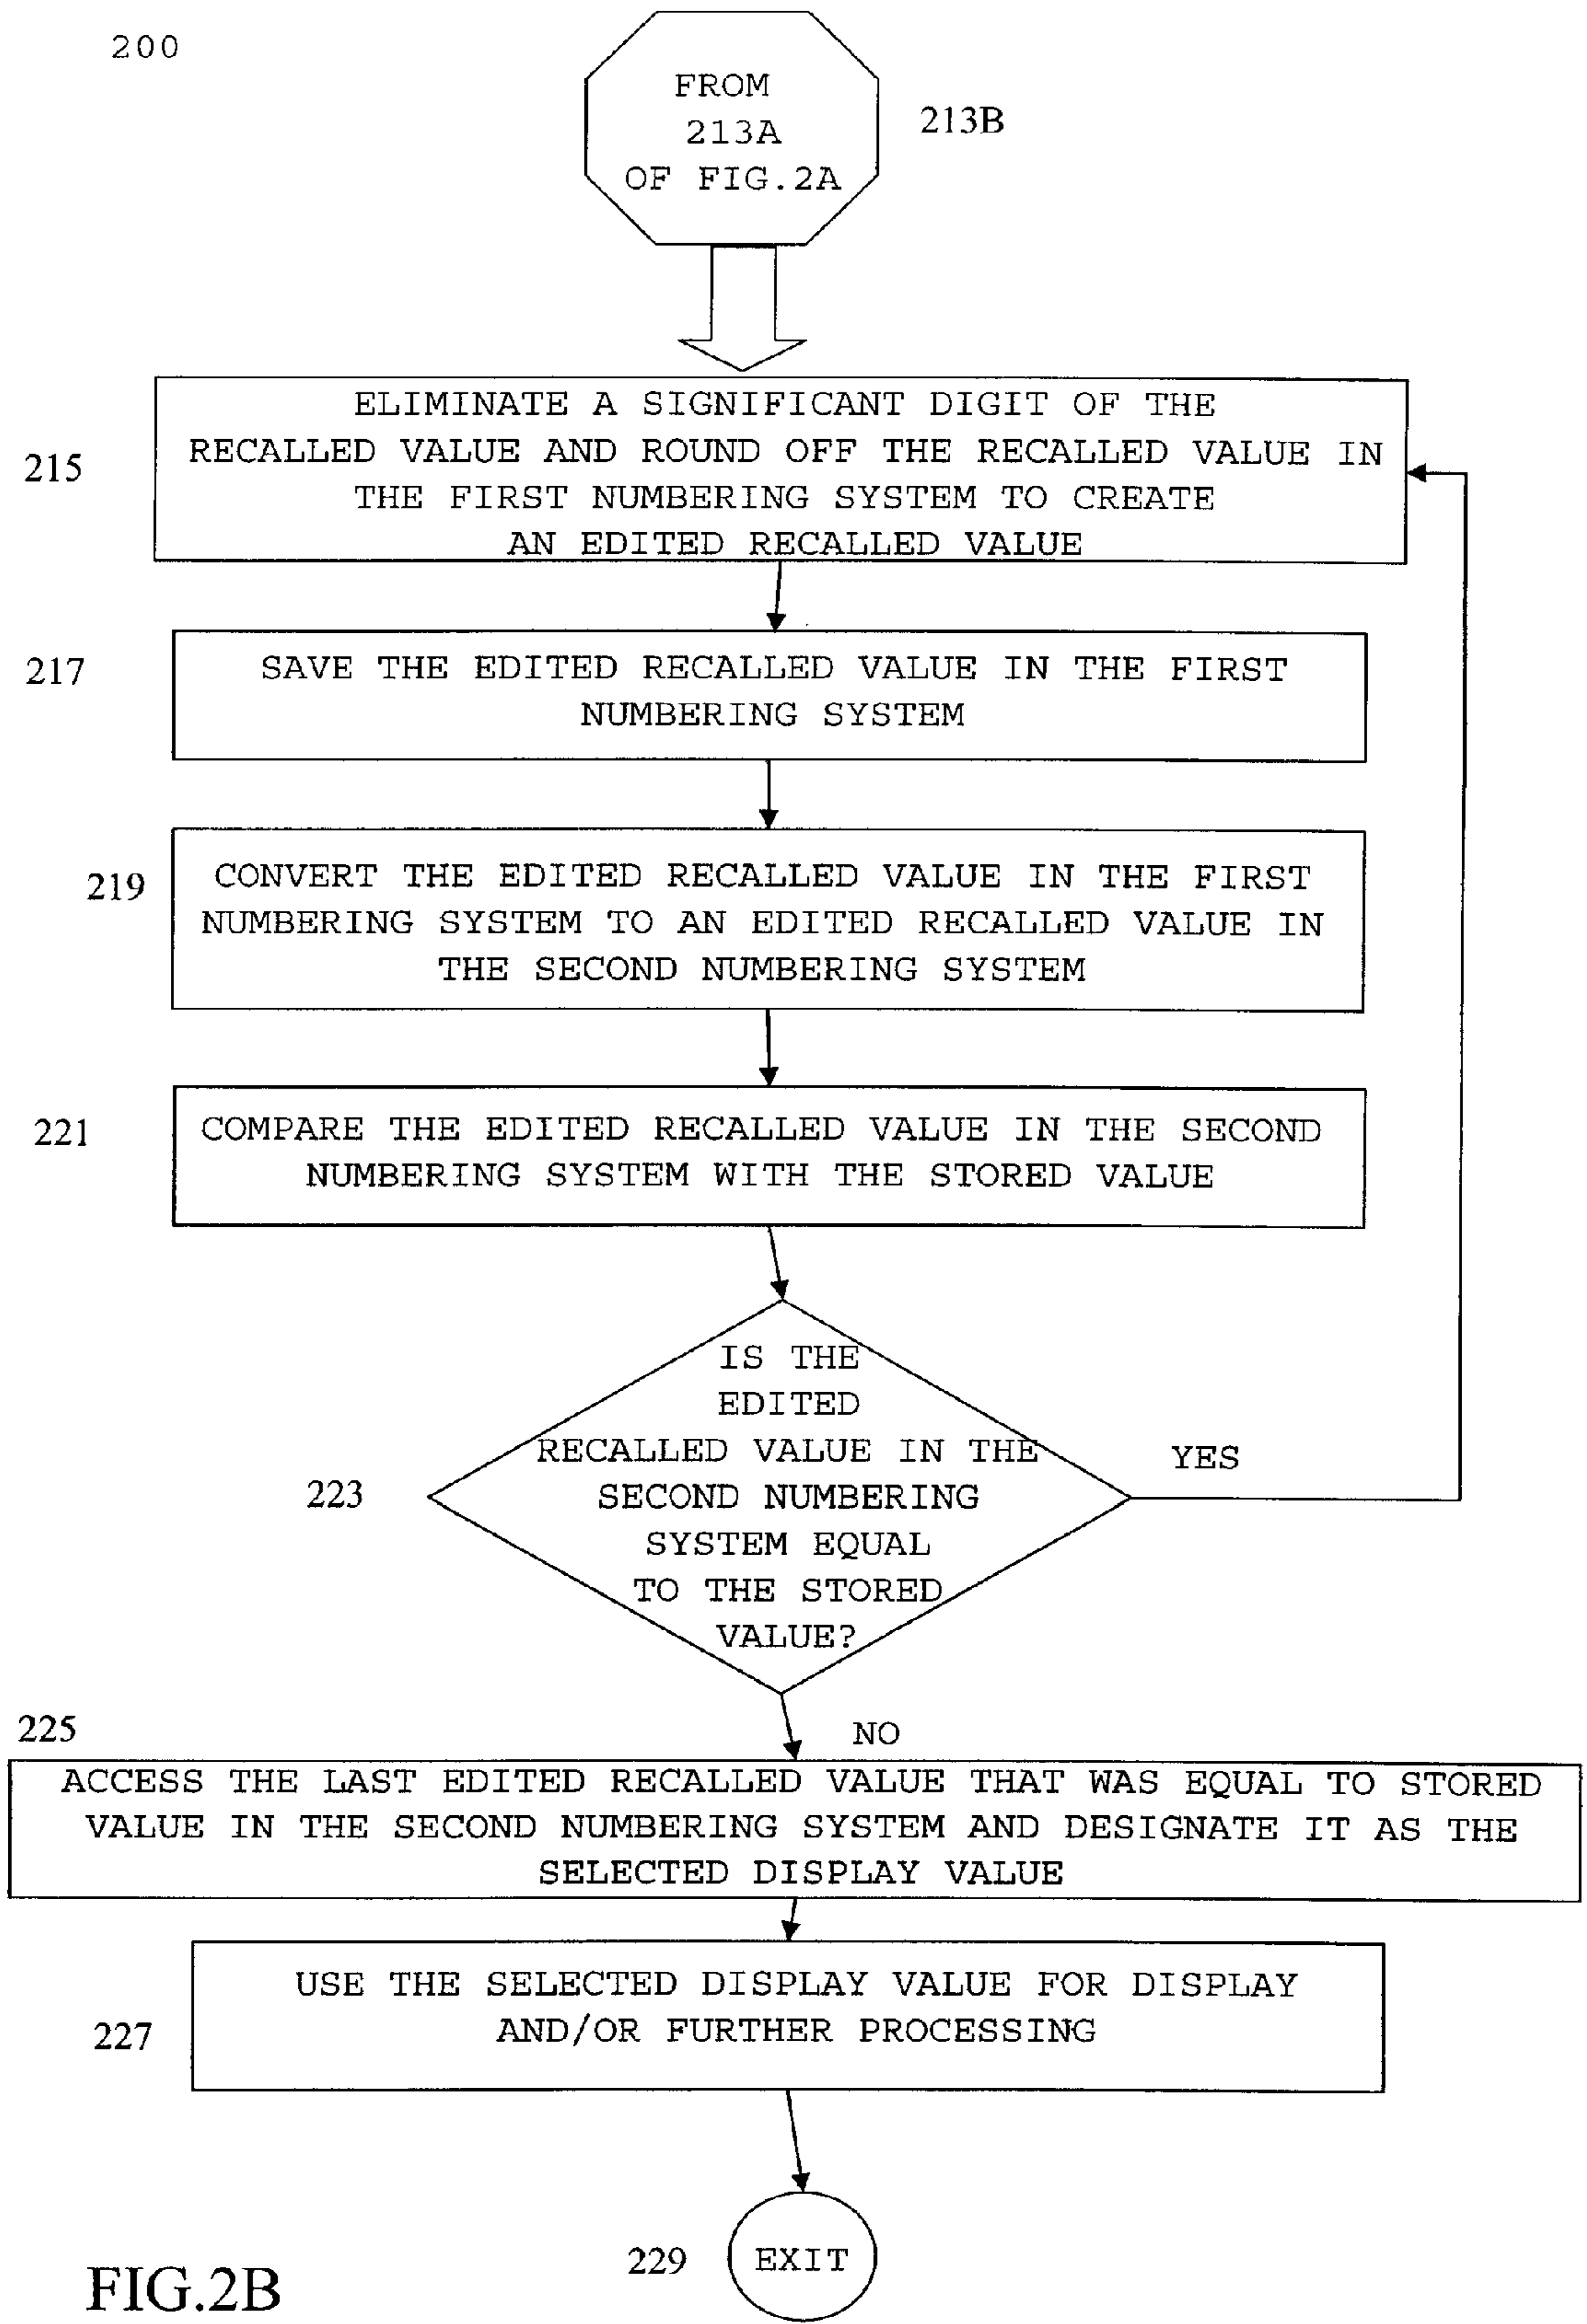 200
FROM
213A
OF FIG.2A
213B
215
ELIMINATE A SIGNIFICANT DIGIT OF THE
RECALLED VALUE AND ROUND OFF THE RECALLED VALUE IN
THE FIRST NUMBERING SYSTEM TO CREATE
AN EDITED RECALLED VALUE
217
SAVE THE EDITED RECALLED VALUE IN THE FIRST
NUMBERING SYSTEM
219
CONVERT THE EDITED RECALLED VALUE IN THE FIRST
NUMBERING SYSTEM TO AN EDITED RECALLED VALUE IN
THE SECOND NUMBERING SYSTEM
221
COMPARE THE EDITED RECALLED VALUE IN THE SECOND
NUMBERING SYSTEM WITH THE STORED VALUE
223
IS THE
EDITED
RECALLED VALUE IN THE
SECOND NUMBERING
SYSTEM EQUAL
TO THE STORED
VALUE?
YES
NO
225
ACCESS THE LAST EDITED RECALLED VALUE THAT WAS EQUAL TO STORED
VALUE IN THE SECOND NUMBERING SYSTEM AND DESIGNATE IT AS THE
SELECTED DISPLAY VALUE
227
USE THE SELECTED DISPLAY VALUE FOR DISPLAY
AND/OR FURTHER PROCESSING
229
EXIT
FIG.2B